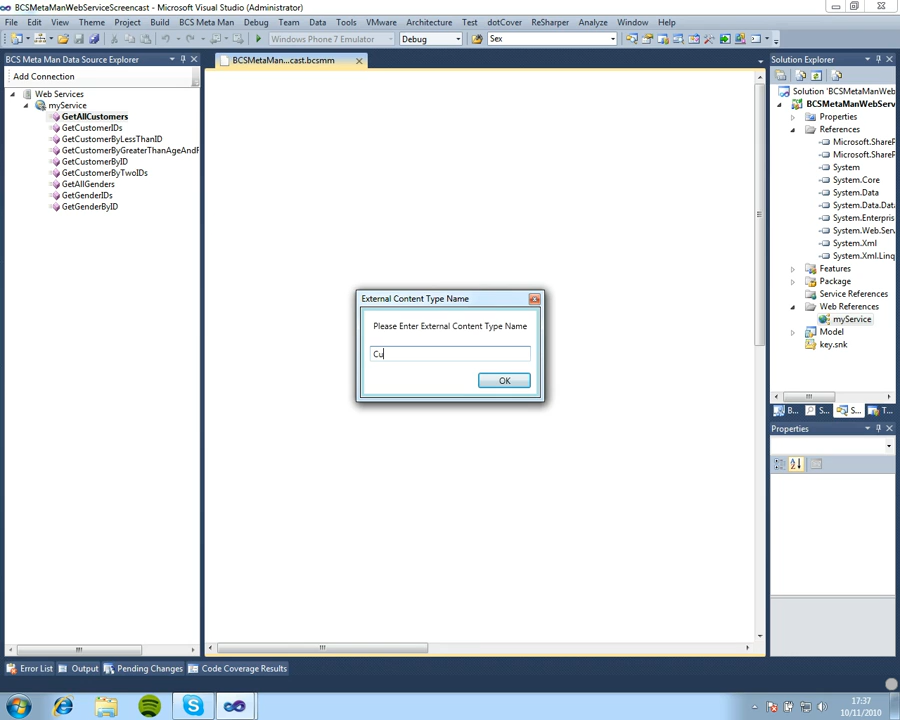 BCSMetaManWebServiceScreencast - Microsoft Visual Studio (Administrator)
File Edit View Theme Project Build BCS Meta Man Debug Team Data Tools VMware Architecture Test dotCover ReSharper Analyze Window Help
Windows Phone 7 Emulator Debug Sex
BCS Meta Man Data Source Explorer
Add Connection
Web Services
myService
GetAllCustomers
GetCustomerIDs
GetCustomerByLessThanID
GetCustomerByGreaterThanAgeAndF
GetCustomerByID
GetCustomerByTwoIDs
GetAllGenders
GetGenderIDs
GetGenderByID
BCSMetaMan...cast.bcsmm
External Content Type Name
Please Enter External Content Type Name
Cu
OK
Solution Explorer
Solution 'BCSMetaManWeb
BCSMetaManWebServ
Properties
References
Microsoft.ShareP
Microsoft.ShareP
System
System.Core
System.Data
System.Data.Data
System.Enterpris
System.Web.Serv
System.Xml
System.Xml.Linq
Features
Package
Service References
Web References
myService
Model
key.snk
B... S... S... T...
Properties
Error List Output Pending Changes Code Coverage Results
17:37
10/11/2010